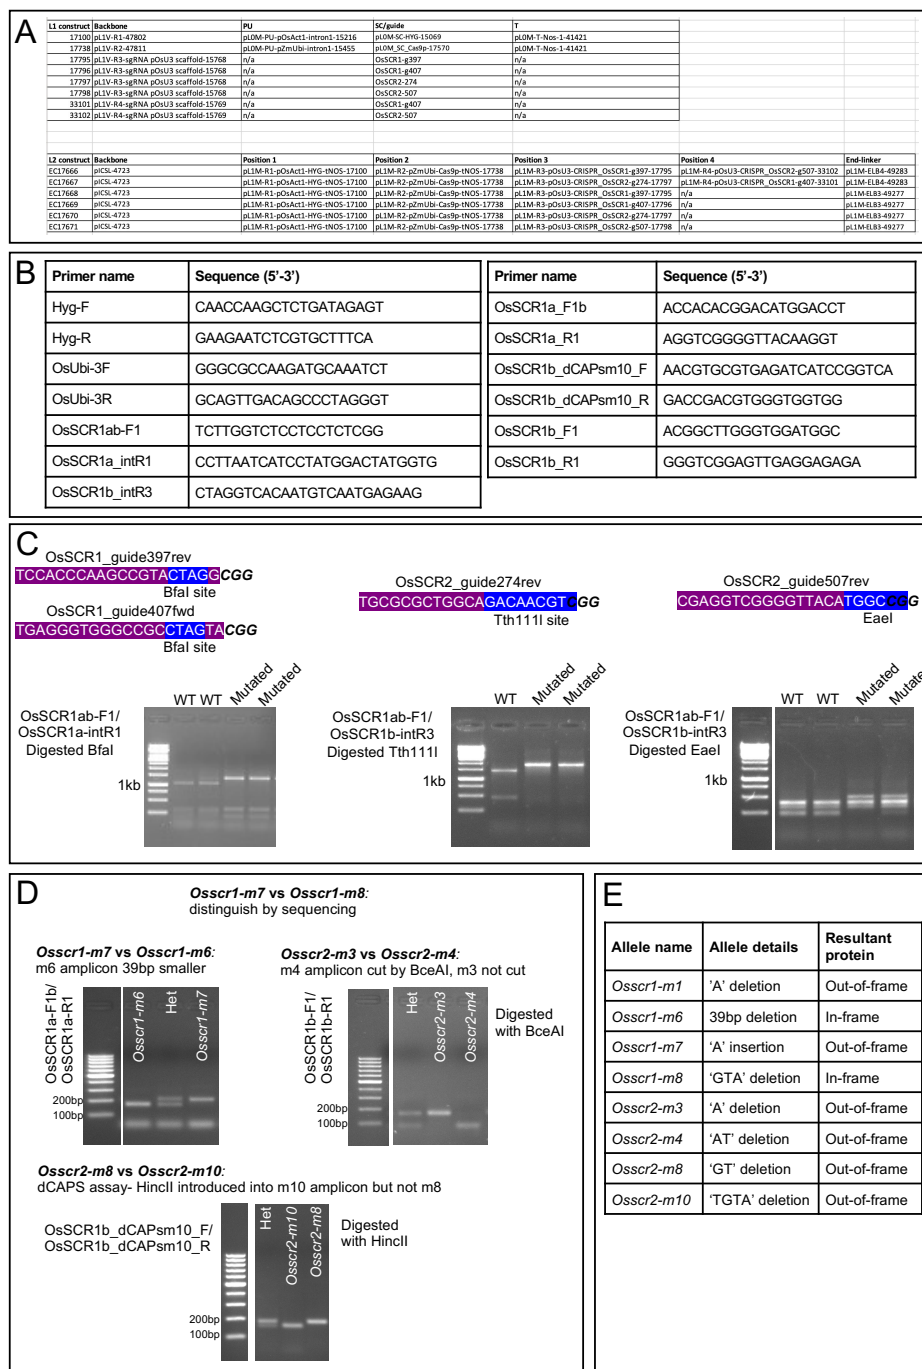 A
L1 construct Backbone PU SC/guide T
17100 pL1V-R1-47802 pL0M-PU-pOsAct1-intron1-15216 pL0M-SC-HYG-15069 pL0M-T-Nos-1-41421
17738 pL1V-R2-47811 pL0M-PU-pZmUbi-intron1-15455 pL0M_SC_Cas9p-17570 pL0M-T-Nos-1-41421
17795 pL1V-R3-sgRNA pOsU3 scaffold-15768 n/a OsSCR1-g397 n/a
17796 pL1V-R3-sgRNA pOsU3 scaffold-15768 n/a OsSCR1-g407 n/a
17797 pL1V-R3-sgRNA pOsU3 scaffold-15768 n/a OsSCR2-274 n/a
17798 pL1V-R3-sgRNA pOsU3 scaffold-15768 n/a OsSCR2-507 n/a
33101 pL1V-R4-sgRNA pOsU3 scaffold-15769 n/a OsSCR1-g407 n/a
33102 pL1V-R4-sgRNA pOsU3 scaffold-15769 n/a OsSCR2-507 n/a
L2 construct Backbone Position 1 Position 2 Position 3 Position 4 End-linker
EC17666 pICSL-4723 pL1M-R1-pOsAct1-HYG-tNOS-17100 pL1M-R2-pZmUbi-Cas9p-tNOS-17738 pL1M-R3-pOsU3-CRISPR_OsSCR1-g397-17795 pL1M-R4-pOsU3-CRISPR_OsSCR2-g507-33102 pL1M-ELB4-49283
EC17667 pICSL-4723 pL1M-R1-pOsAct1-HYG-tNOS-17100 pL1M-R2-pZmUbi-Cas9p-tNOS-17738 pL1M-R3-pOsU3-CRISPR_OsSCR2-g274-17797 pL1M-R4-pOsU3-CRISPR_OsSCR1-g407-33101 pL1M-ELB4-49283
EC17668 pICSL-4723 pL1M-R1-pOsAct1-HYG-tNOS-17100 pL1M-R2-pZmUbi-Cas9p-tNOS-17738 pL1M-R3-pOsU3-CRISPR_OsSCR1-g397-17795 n/a pL1M-ELB3-49277
EC17669 pICSL-4723 pL1M-R1-pOsAct1-HYG-tNOS-17100 pL1M-R2-pZmUbi-Cas9p-tNOS-17738 pL1M-R3-pOsU3-CRISPR_OsSCR1-g407-17796 n/a pL1M-ELB3-49277
EC17670 pICSL-4723 pL1M-R1-pOsAct1-HYG-tNOS-17100 pL1M-R2-pZmUbi-Cas9p-tNOS-17738 pL1M-R3-pOsU3-CRISPR_OsSCR2-g274-17797 n/a pL1M-ELB3-49277
EC17671 pICSL-4723 pL1M-R1-pOsAct1-HYG-tNOS-17100 pL1M-R2-pZmUbi-Cas9p-tNOS-17738 pL1M-R3-pOsU3-CRISPR_OsSCR2-g507-17798 n/a pL1M-ELB3-49277
B
Primer name Sequence (5'-3')
Hyg-F CAACCAAGCTCTGATAGAGT
Hyg-R GAAGAATCTCGTGCTTTCA
OsUbi-3F GGGCGCCAAGATGCAAATCT
OsUbi-3R GCAGTTGACAGCCCTAGGGT
OsSCR1ab-F1 TCTTGGTCTCCTCCTCTCGG
OsSCR1a_intR1 CCTTAATCATCCTATGGACTATGGTG
OsSCR1b_intR3 CTAGGTCACAATGTCAATGAGAAG
Primer name Sequence (5'-3')
OsSCR1a_F1b ACCACACGGACATGGACCT
OsSCR1a_R1 AGGTCGGGGTTACAAGGT
OsSCR1b_dCAPsm10_F AACGTGCGTGAGATCATCCGGTCA
OsSCR1b_dCAPsm10_R GACCGACGTGGGTGGTGG
OsSCR1b_F1 ACGGCTTGGGTGGATGGC
OsSCR1b_R1 GGGTCGGAGTTGAGGAGAGA
C
OsSCR1_guide397rev
TCCACCCAAGCCGTACTAGGCGG
BfaI site
OsSCR1_guide407fwd
TGAGGGTGGGCCGCCTAGTACGG
BfaI site
OsSCR2_guide274rev
TGCGCGCTGGCAGACAACGTCGG
Tth111I site
OsSCR2_guide507rev
CGAGGTCGGGGTTACATGGCCGG
EaeI
OsSCR1ab-F1/
OsSCR1a-intR1
Digested BfaI
WT WT Mutated Mutated
1kb
OsSCR1ab-F1/
OsSCR1b-intR3
Digested Tth111I
WT Mutated Mutated
1kb
OsSCR1ab-F1/
OsSCR1b-intR3
Digested EaeI
WT WT Mutated Mutated
1kb
D
Osscr1-m7 vs Osscr1-m8:
distinguish by sequencing
Osscr1-m7 vs Osscr1-m6:
m6 amplicon 39bp smaller
OsSCR1a-F1b/
OsSCR1a-R1
Osscr1-m6 Het Osscr1-m7
200bp
100bp
Osscr2-m3 vs Osscr2-m4:
m4 amplicon cut by BceAI, m3 not cut
OsSCR1b-F1/
OsSCR1b-R1
Het Osscr2-m3 Osscr2-m4
Digested
with BceAI
200bp
100bp
Osscr2-m8 vs Osscr2-m10:
dCAPS assay- HincII introduced into m10 amplicon but not m8
OsSCR1b_dCAPsm10_F/
OsSCR1b_dCAPsm10_R
Het Osscr2-m10 Osscr2-m8
Digested
with HincII
200bp
100bp
E
Allele name Allele details Resultant protein
Osscr1-m1 'A' deletion Out-of-frame
Osscr1-m6 39bp deletion In-frame
Osscr1-m7 'A' insertion Out-of-frame
Osscr1-m8 'GTA' deletion In-frame
Osscr2-m3 'A' deletion Out-of-frame
Osscr2-m4 'AT' deletion Out-of-frame
Osscr2-m8 'GT' deletion Out-of-frame
Osscr2-m10 'TGTA' deletion Out-of-frame